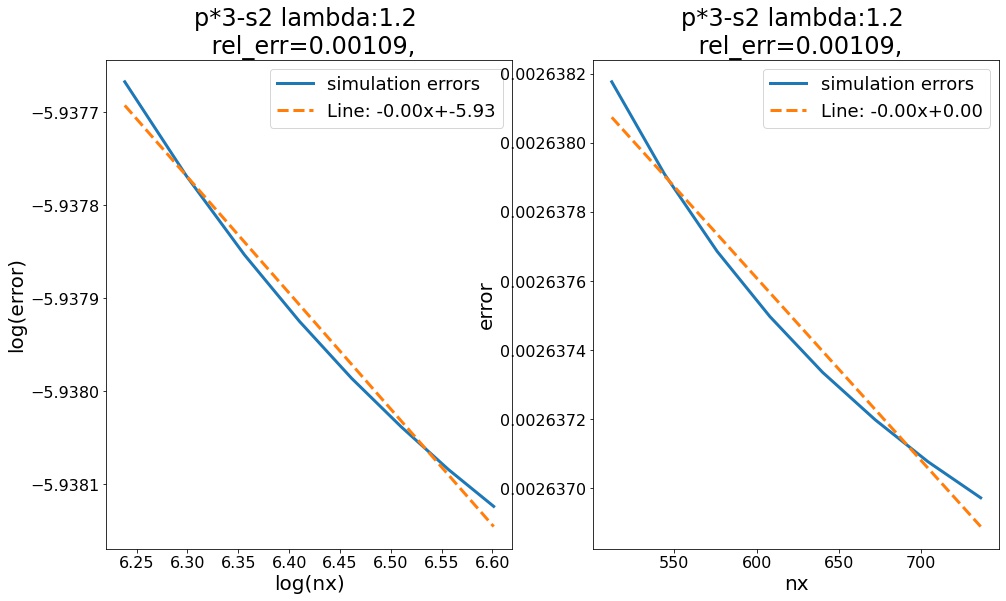 p*3-s2 lambda:1.2
rel_err=0.00109,
simulation errors
Line: -0.00x+-5.93
log(error)
−5.9377
−5.9378
−5.9379
−5.9380
−5.9381
6.25 6.30 6.35 6.40 6.45 6.50 6.55 6.60
log(nx)
p*3-s2 lambda:1.2
rel_err=0.00109,
simulation errors
Line: -0.00x+0.00
error
0.0026382
0.0026380
0.0026378
0.0026376
0.0026374
0.0026372
0.0026370
550 600 650 700
nx